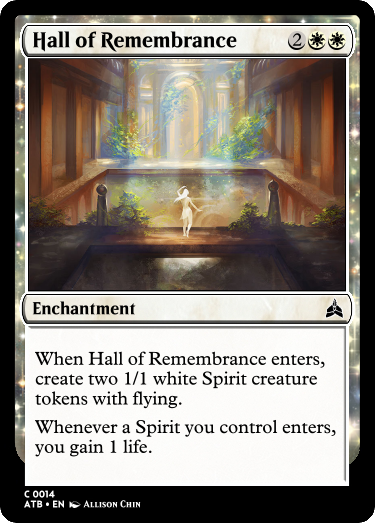 Hall of Remembrance 2
Enchantment
When Hall of Remembrance enters,
create two 1/1 white Spirit creature
tokens with flying.
Whenever a Spirit you control enters,
you gain 1 life.
C 0014
ATB • EN Allison Chin